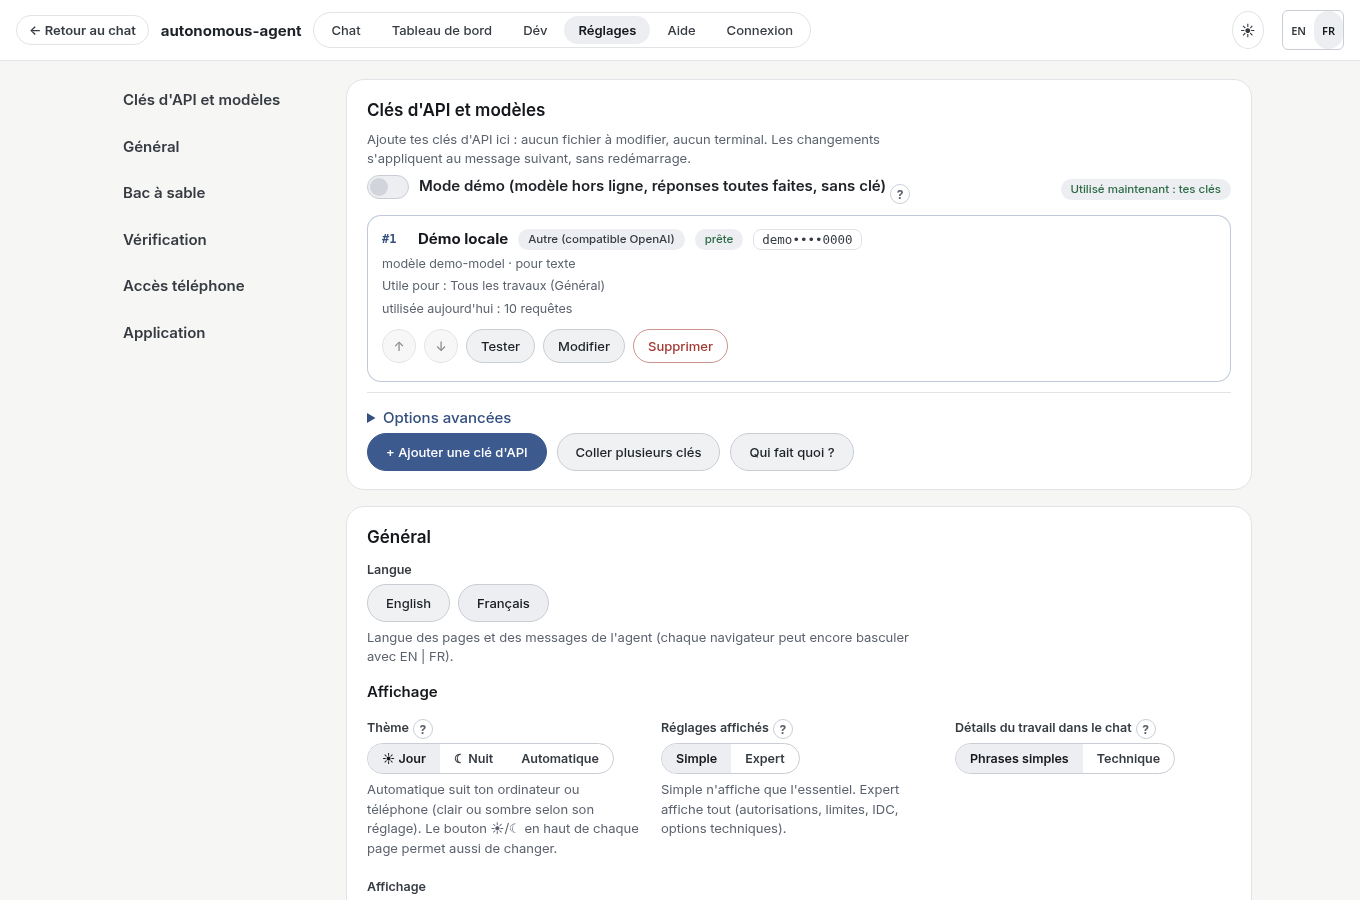 ← Retour au chat
autonomous-agent
Chat
Tableau de bord
Dév
Réglages
Aide
Connexion
☀
EN
FR
Clés d'API et modèles
Général
Bac à sable
Vérification
Accès téléphone
Application
Clés d'API et modèles
Ajoute tes clés d'API ici : aucun fichier à modifier, aucun terminal. Les changements
s'appliquent au message suivant, sans redémarrage.
Mode démo (modèle hors ligne, réponses toutes faites, sans clé) ?
Utilisé maintenant : tes clés
#1 Démo locale Autre (compatible OpenAI) prête demo••••0000
modèle demo-model · pour texte
Utile pour : Tous les travaux (Général)
utilisée aujourd'hui : 10 requêtes
↑ ↓ Tester Modifier Supprimer
▶ Options avancées
+ Ajouter une clé d'API
Coller plusieurs clés
Qui fait quoi ?
Général
Langue
English
Français
Langue des pages et des messages de l'agent (chaque navigateur peut encore basculer
avec EN | FR).
Affichage
Thème ?
☀ Jour ☾ Nuit Automatique
Automatique suit ton ordinateur ou
téléphone (clair ou sombre selon son
réglage). Le bouton ☀/☾ en haut de chaque
page permet aussi de changer.
Réglages affichés ?
Simple Expert
Simple n'affiche que l'essentiel. Expert
affiche tout (autorisations, limites, IDC,
options techniques).
Détails du travail dans le chat ?
Phrases simples Technique
Affichage